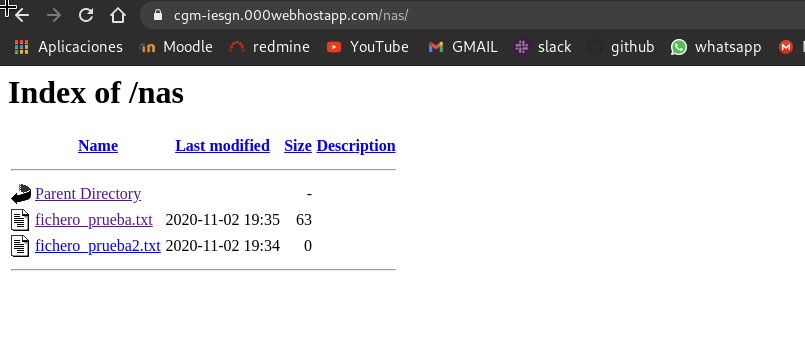 cgm-iesgn.000webhostapp.com/nas/
Aplicaciones Moodle redmine YouTube GMAIL slack github whatsapp
Index of /nas
Name Last modified Size Description
Parent Directory -
fichero_prueba.txt 2020-11-02 19:35 63
fichero_prueba2.txt 2020-11-02 19:34 0